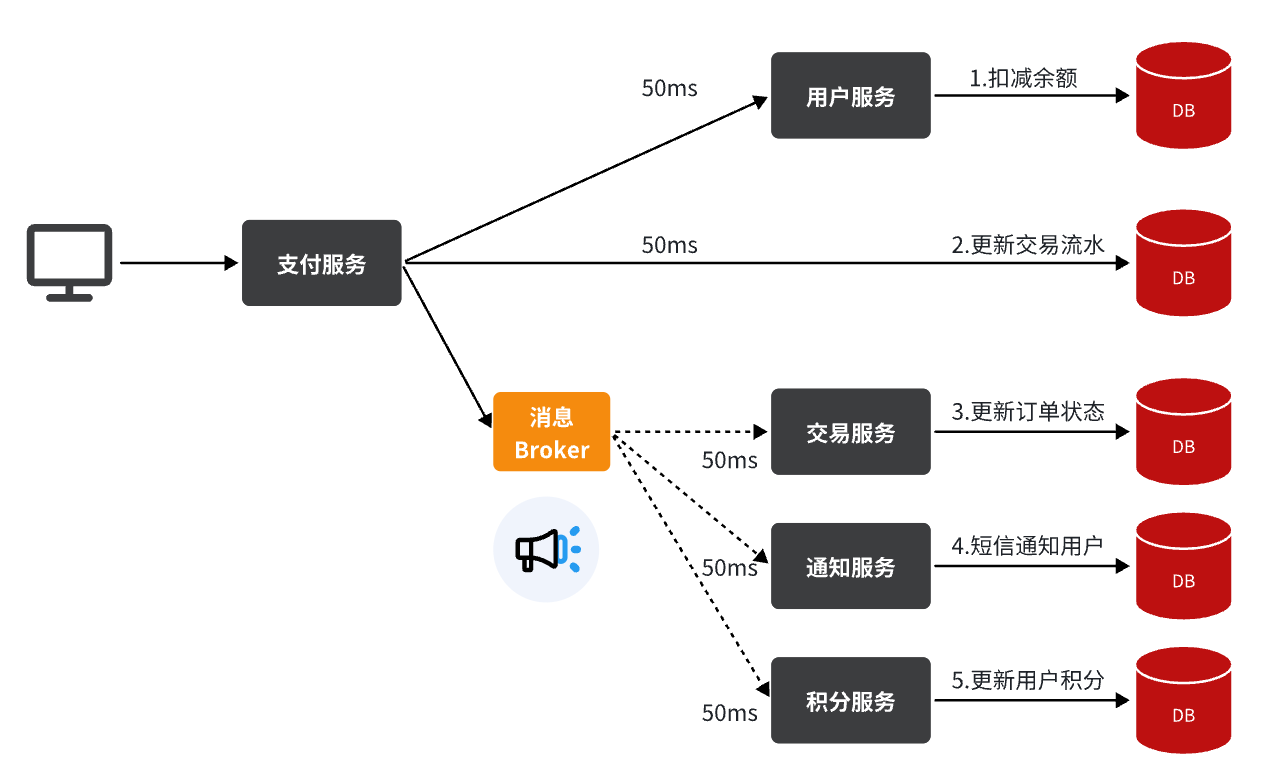 50ms
用户服务
1.扣减余额
DB
支付服务
50ms
2.更新交易流水
DB
消息
Broker
50ms
交易服务
3.更新订单状态
DB
50ms
通知服务
4.短信通知用户
DB
50ms
积分服务
5.更新用户积分
DB